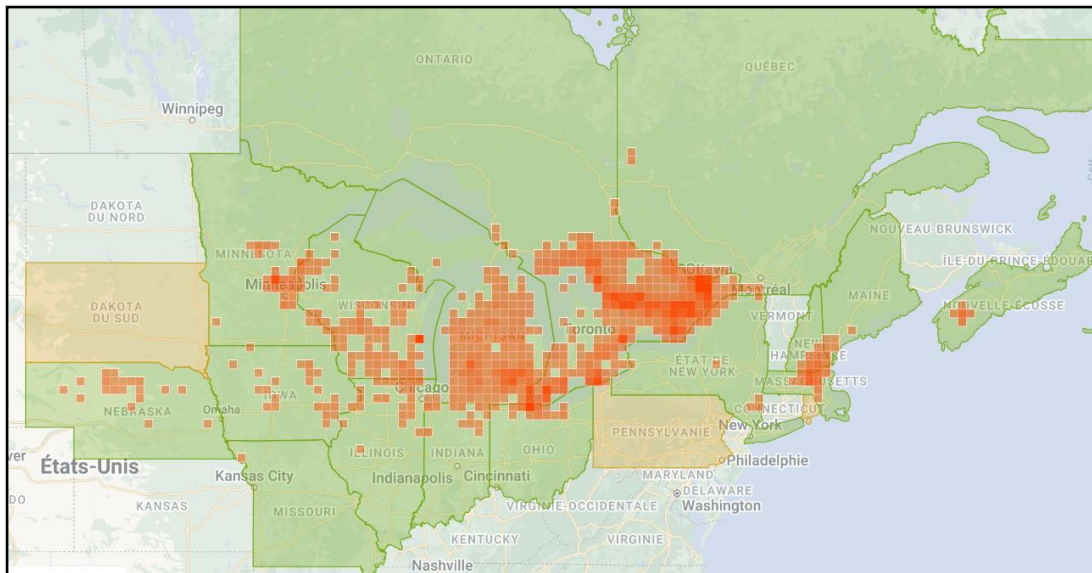 ONTARIO
QUÉBEC
Winnipeg
DAKOTA
DU NORD
MINNESOTA
NOUVEAU-BRUNSWICK
ÎLE-DU-PRINCE-ÉDOUAR
Ottawa
Montréal
MAINE
NOUVELLE-ÉCOSSE
DAKOTA
DU SUD
Minneapolis
WISCONSIN
MICHIGAN
Toronto
VERMONT
NEW
HAMPSHIRE
ÉTAT DE
NEW YORK
MASSACHUSETTS
Chicago
IOWA
NEBRASKA
Omaha
CONNECTICUT
New York
PENNSYLVANIE
OHIO
ILLINOIS
INDIANA
Philadelphie
États-Unis
Kansas City
Indianapolis
Cincinnati
MARYLAND
DELAWARE
Washington
KANSAS
MISSOURI
VIRGINIE-OCCIDENTALE
KENTUCKY
VIRGINIE
Nashville